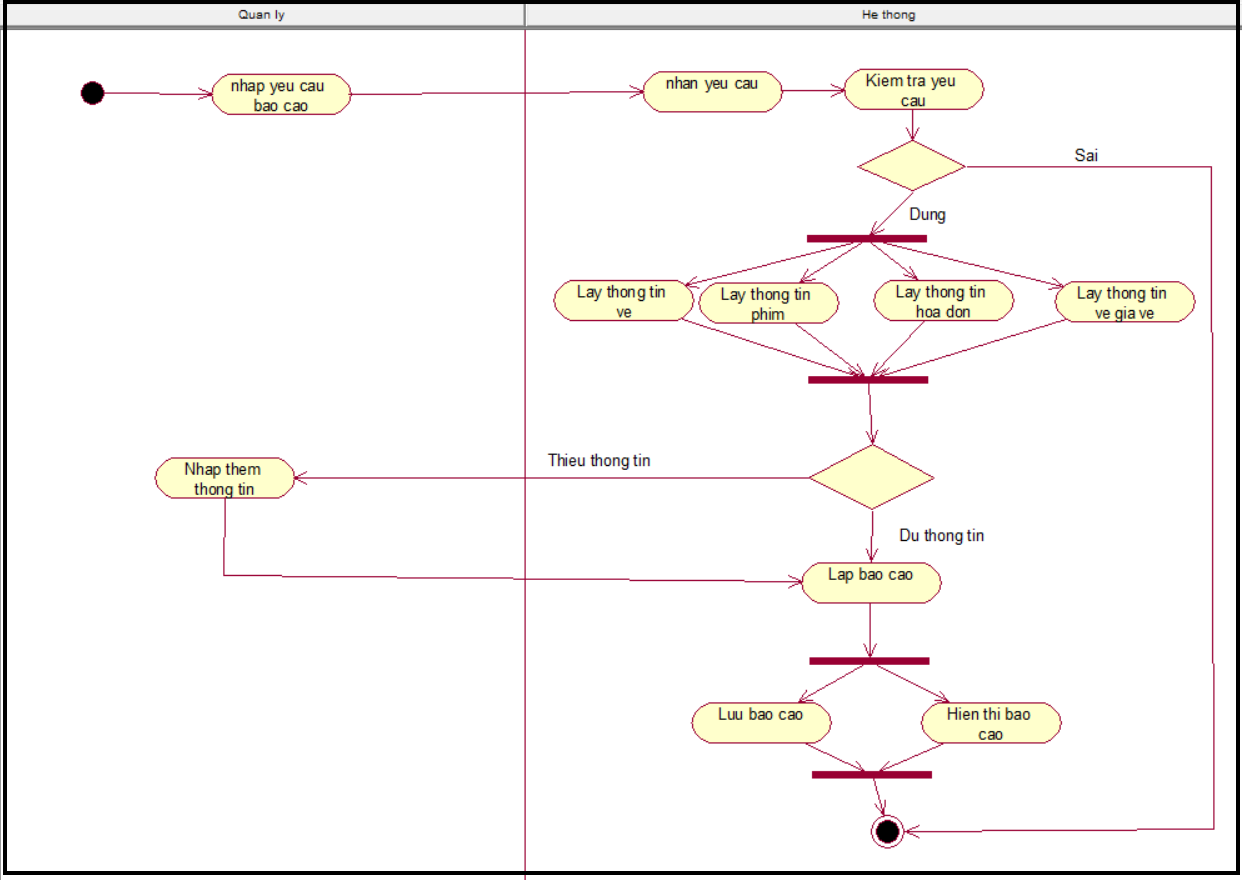 Quan ly
He thong
nhap yeu cau
bao cao
nhan yeu cau
Kiem tra yeu
cau
Sai
Dung
Lay thong tin
ve
Lay thong tin
phim
Lay thong tin
hoa don
Lay thong tin
ve gia ve
Thieu thong tin
Nhap them
thong tin
Du thong tin
Lap bao cao
Luu bao cao
Hien thi bao
cao